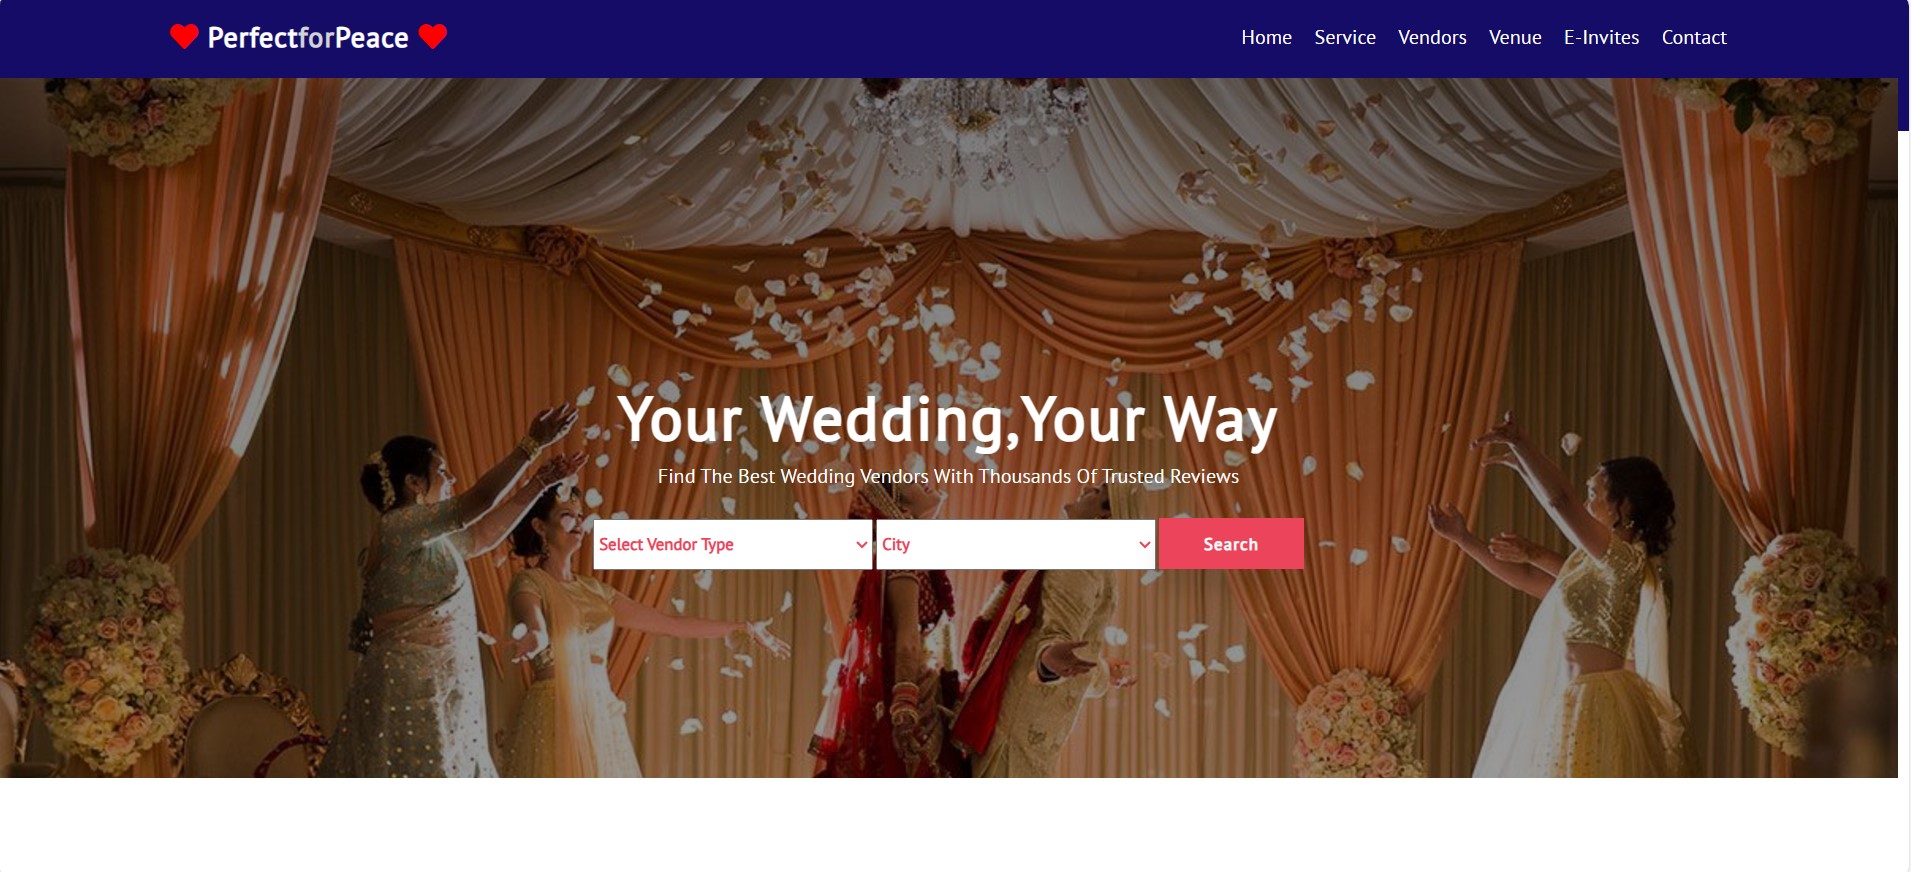 PerfectforPeace
Home Service Vendors Venue E-Invites Contact
Your Wedding,Your Way
Find The Best Wedding Vendors With Thousands Of Trusted Reviews
Select Vendor Type City Search